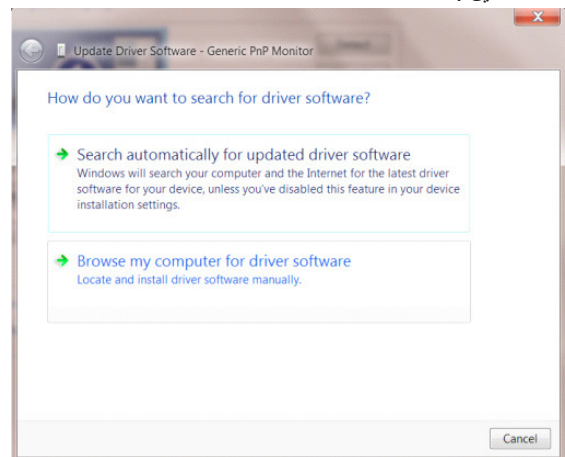 Update Driver Software - Generic PnP Monitor
How do you want to search for driver software?
Search automatically for updated driver software
Windows will search your computer and the Internet for the latest driver
software for your device, unless you've disabled this feature in your device
installation settings.
Browse my computer for driver software
Locate and install driver software manually.
Cancel